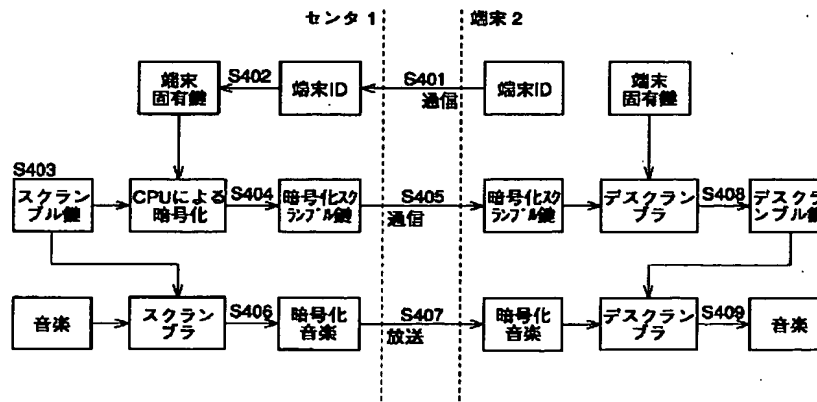 センタ 1
端末 2
端末
固有鍵
S402
端末ID
S401
通信
端末ID
端末
固有鍵
S403
スクラン
ブル鍵
CPUによる
暗号化
S404
暗号化スク
ランブル鍵
S405
通信
暗号化スク
ランブル鍵
デスクラン
ブラ
S408
デスクラ
ンブル鍵
音楽
スクラン
ブラ
S406
暗号化
音楽
S407
放送
暗号化
音楽
デスクラン
ブラ
S409
音楽